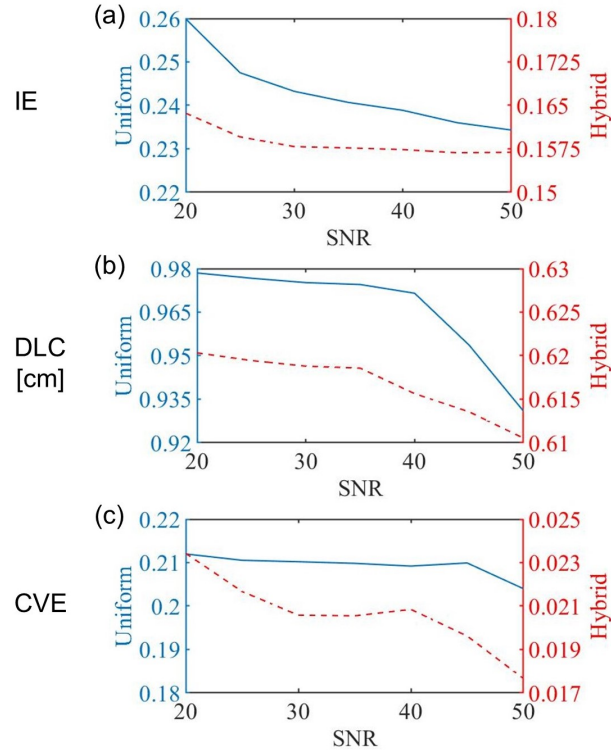 (a)
IE
Uniform
Hybrid
0.26
0.25
0.24
0.23
0.22
0.18
0.1725
0.165
0.1575
0.15
20
30
40
50
SNR
(b)
DLC
[cm]
Uniform
Hybrid
0.98
0.965
0.95
0.935
0.92
0.63
0.625
0.62
0.615
0.61
20
30
40
50
SNR
(c)
CVE
Uniform
Hybrid
0.22
0.21
0.2
0.19
0.18
0.025
0.023
0.021
0.019
0.017
20
30
40
50
SNR